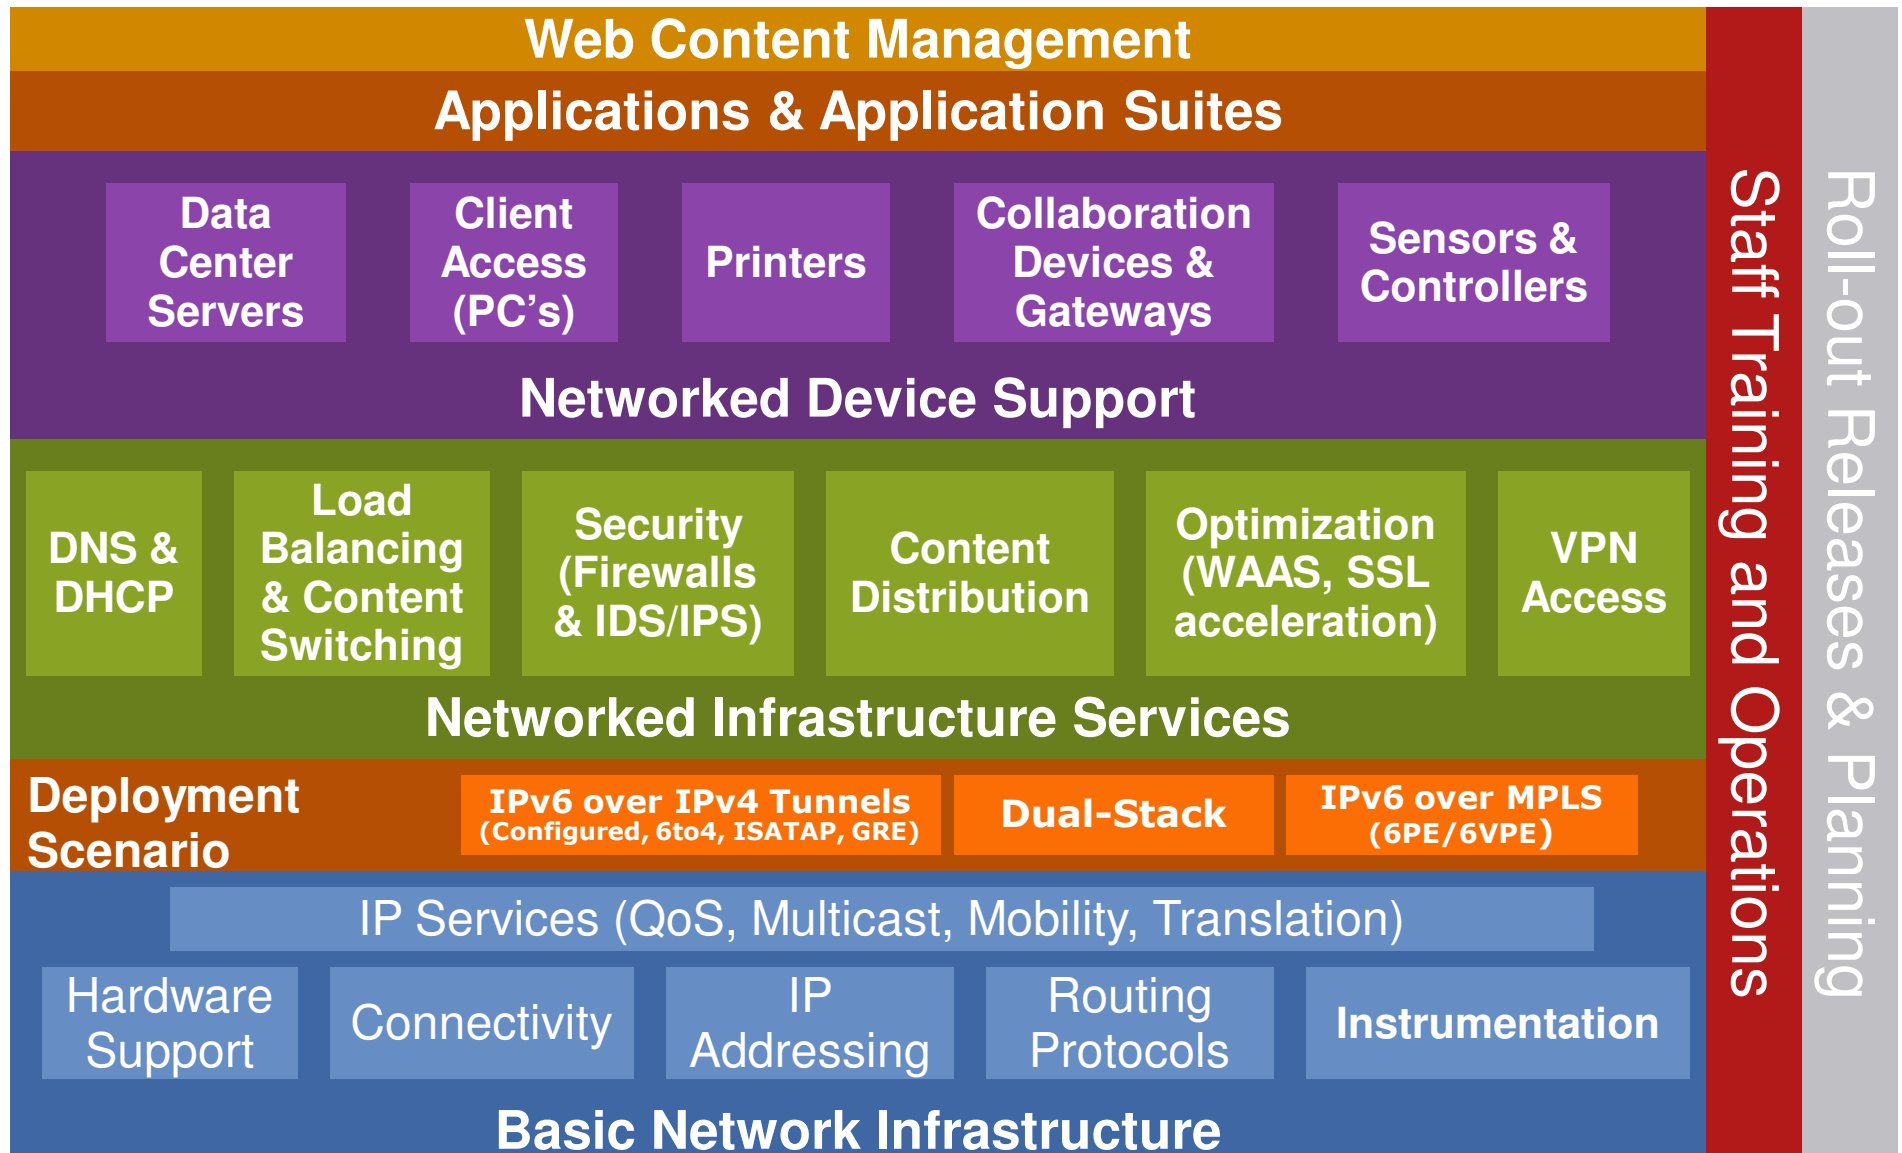 Web Content Management
Applications & Application Suites
Data
Center
Servers
Client
Access
(PC’s)
Printers
Collaboration
Devices &
Gateways
Sensors &
Controllers
Networked Device Support
DNS &
DHCP
Load
Balancing
& Content
Switching
Security
(Firewalls
& IDS/IPS)
Content
Distribution
Optimization
(WAAS, SSL
acceleration)
VPN
Access
Networked Infrastructure Services
Deployment
Scenario
IPv6 over IPv4 Tunnels
(Configured, 6to4, ISATAP, GRE)
Dual-Stack
IPv6 over MPLS
(6PE/6VPE)
IP Services (QoS, Multicast, Mobility, Translation)
Hardware
Support
Connectivity
IP
Addressing
Routing
Protocols
Instrumentation
Basic Network Infrastructure
Staff Training and Operations
Roll-out Releases & Planning